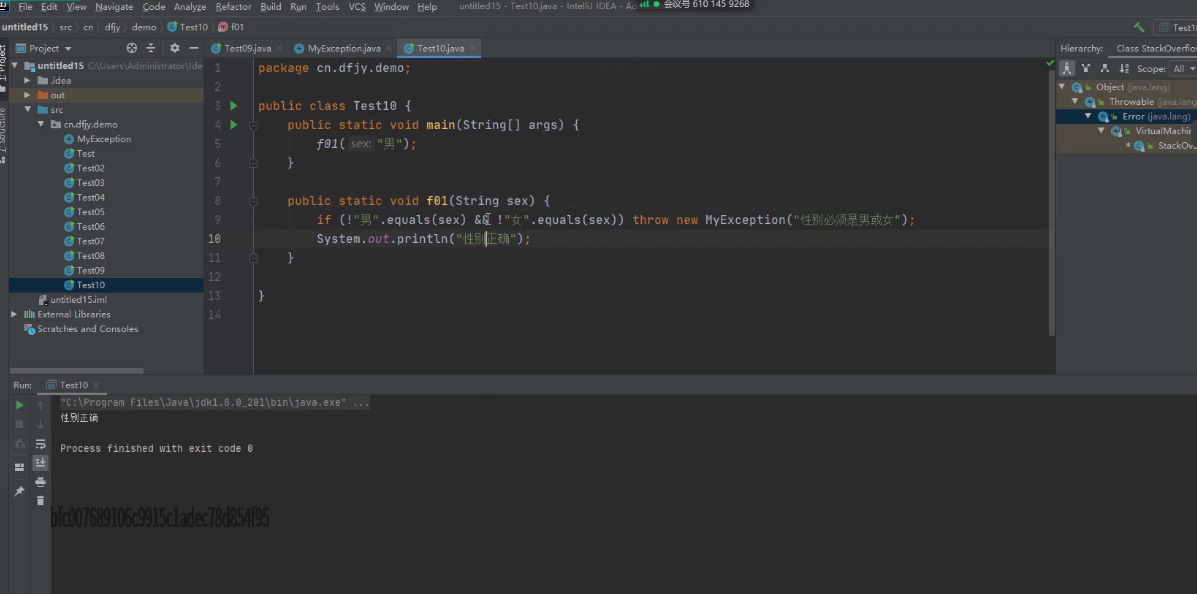 File Edit View Navigate Code Analyze Refactor Build Run Tools VCS Window Help untitled15 - Test10.java - IntelliJ IDEA 会议号 610 145 9268
untitled15 src cn dfjy demo Test10 f01
Project Test09.java MyException.java Test10.java Hierarchy: Class StackOverflo
untitled15 C:\Users\Administrator\Ide
.idea
out
src
cn.dfjy.demo
MyException
Test
Test02
Test03
Test04
Test05
Test06
Test07
Test08
Test09
Test10
untitled15.iml
External Libraries
Scratches and Consoles
1: Project
7: Structure
1 package cn.dfjy.demo;
2
3 public class Test10 {
4 public static void main(String[] args) {
5 f01( sex: "男");
6 }
7
8 public static void f01(String sex) {
9 if (!"男".equals(sex) && !"女".equals(sex)) throw new MyException("性别必须是男或女");
10 System.out.println("性别正确");
11 }
12
13 }
14
Scope: All
Object (java.lang)
Throwable (java.lang)
Error (java.lang)
VirtualMachin
StackOve
Run: Test10
"C:\Program Files\Java\jdk1.8.0_201\bin\java.exe" ...
性别正确
Process finished with exit code 0
bfc007689106c9915c1adec78d854f95